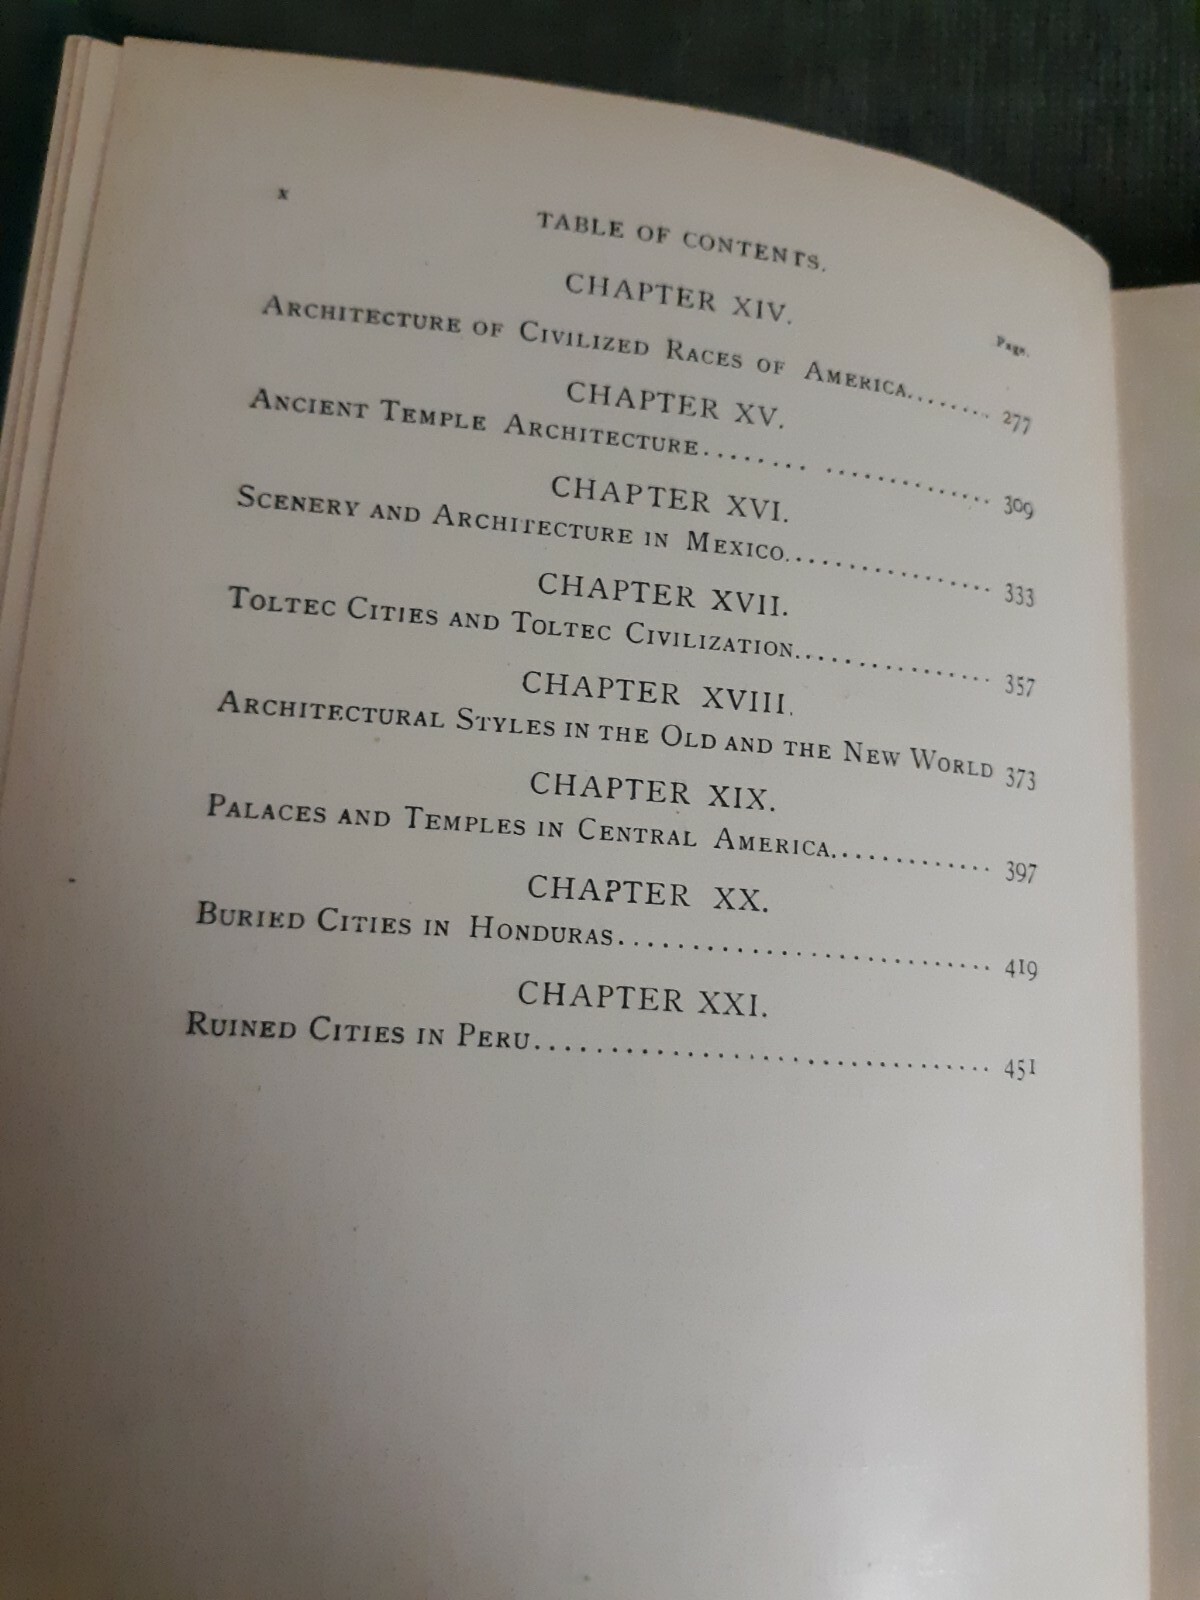 x
TABLE OF CONTENTS.
CHAPTER XIV.
Page.
ARCHITECTURE OF CIVILIZED RACES OF AMERICA........ 277
CHAPTER XV.
ANCIENT TEMPLE ARCHITECTURE........ ............. 309
CHAPTER XVI.
SCENERY AND ARCHITECTURE IN MEXICO................ 333
CHAPTER XVII.
TOLTEC CITIES AND TOLTEC CIVILIZATION............... 357
CHAPTER XVIII.
ARCHITECTURAL STYLES IN THE OLD AND THE NEW WORLD 373
CHAPTER XIX.
PALACES AND TEMPLES IN CENTRAL AMERICA............. 397
CHAPTER XX.
BURIED CITIES IN HONDURAS............................ 419
CHAPTER XXI.
RUINED CITIES IN PERU.................................. 451